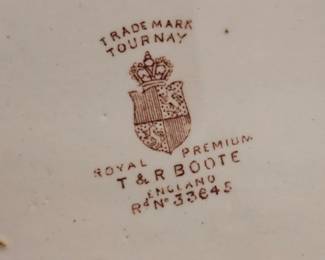 TRADE MARK
TOURNAY
ROYAL PREMIUM
T & R BOOTE
ENGLAND
Rd No 33645